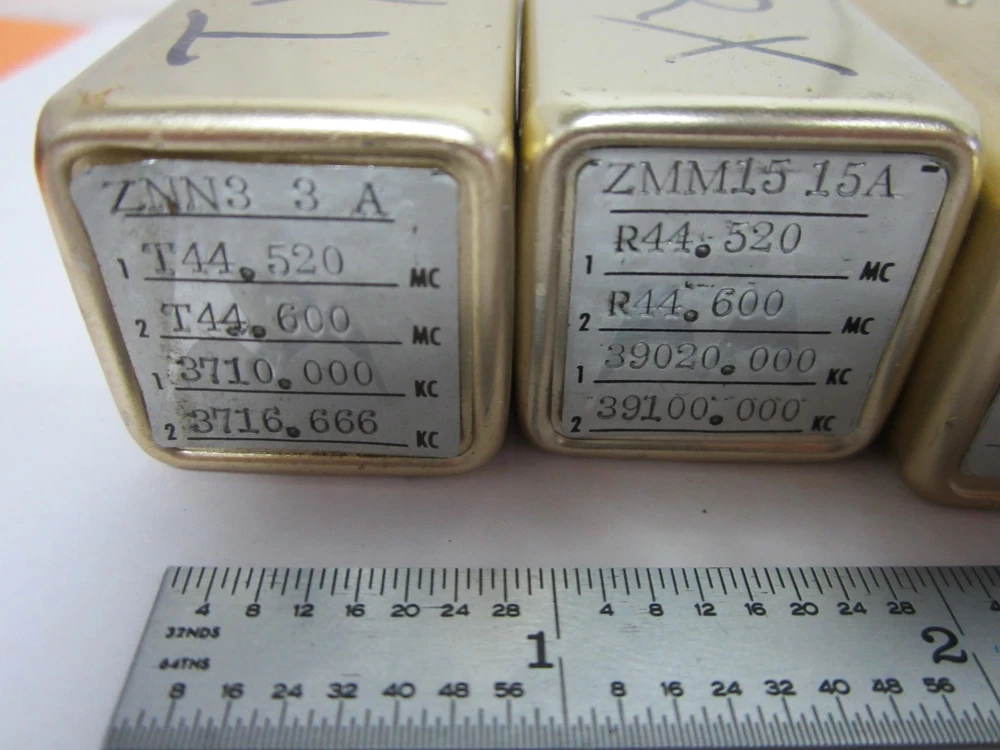 TX
RX
ZNN3 3 A
1 T44.520 MC
2 T44.600 MC
1 3710.000 KC
2 3716.666 KC
ZMM15 15A
1 R44.520 MC
2 R44.600 MC
1 39020.000 KC
2 39100.000 KC
4 8 12 16 20 24 28 4 8 12 16 20 24 28 4
32NDS
1 2
64THS
8 16 24 32 40 48 56 8 16 24 32 40 48 56